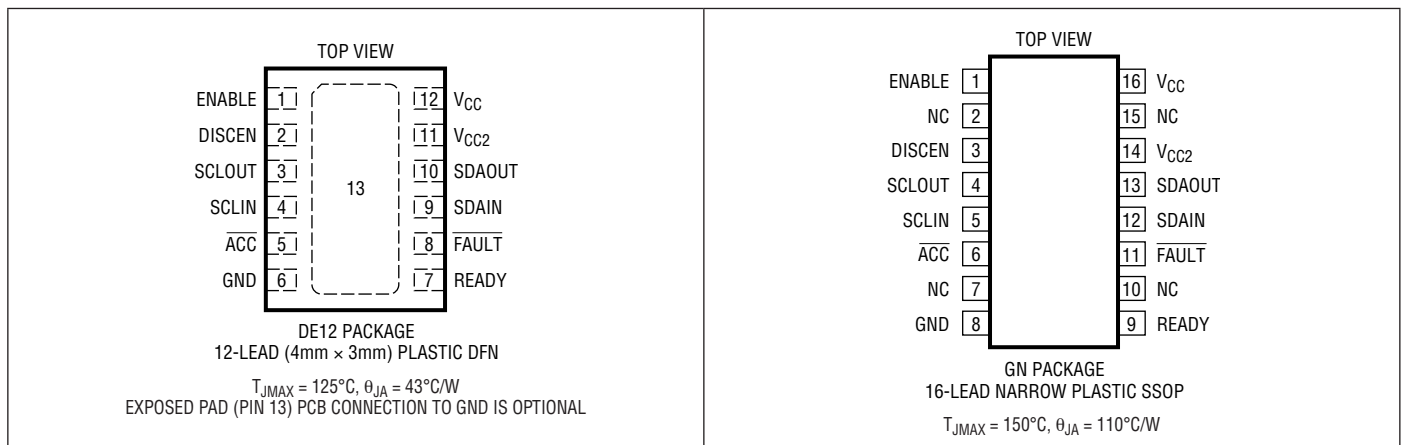 TOP VIEW
ENABLE 1 12 VCC
DISCEN 2 11 VCC2
SCLOUT 3 10 SDAOUT
13
SCLIN 4 9 SDAIN
ACC 5 8 FAULT
GND 6 7 READY
DE12 PACKAGE
12-LEAD (4mm × 3mm) PLASTIC DFN
TJMAX = 125°C, θJA = 43°C/W
EXPOSED PAD (PIN 13) PCB CONNECTION TO GND IS OPTIONAL
TOP VIEW
ENABLE 1 16 VCC
NC 2 15 NC
DISCEN 3 14 VCC2
SCLOUT 4 13 SDAOUT
SCLIN 5 12 SDAIN
ACC 6 11 FAULT
NC 7 10 NC
GND 8 9 READY
GN PACKAGE
16-LEAD NARROW PLASTIC SSOP
TJMAX = 150°C, θJA = 110°C/W